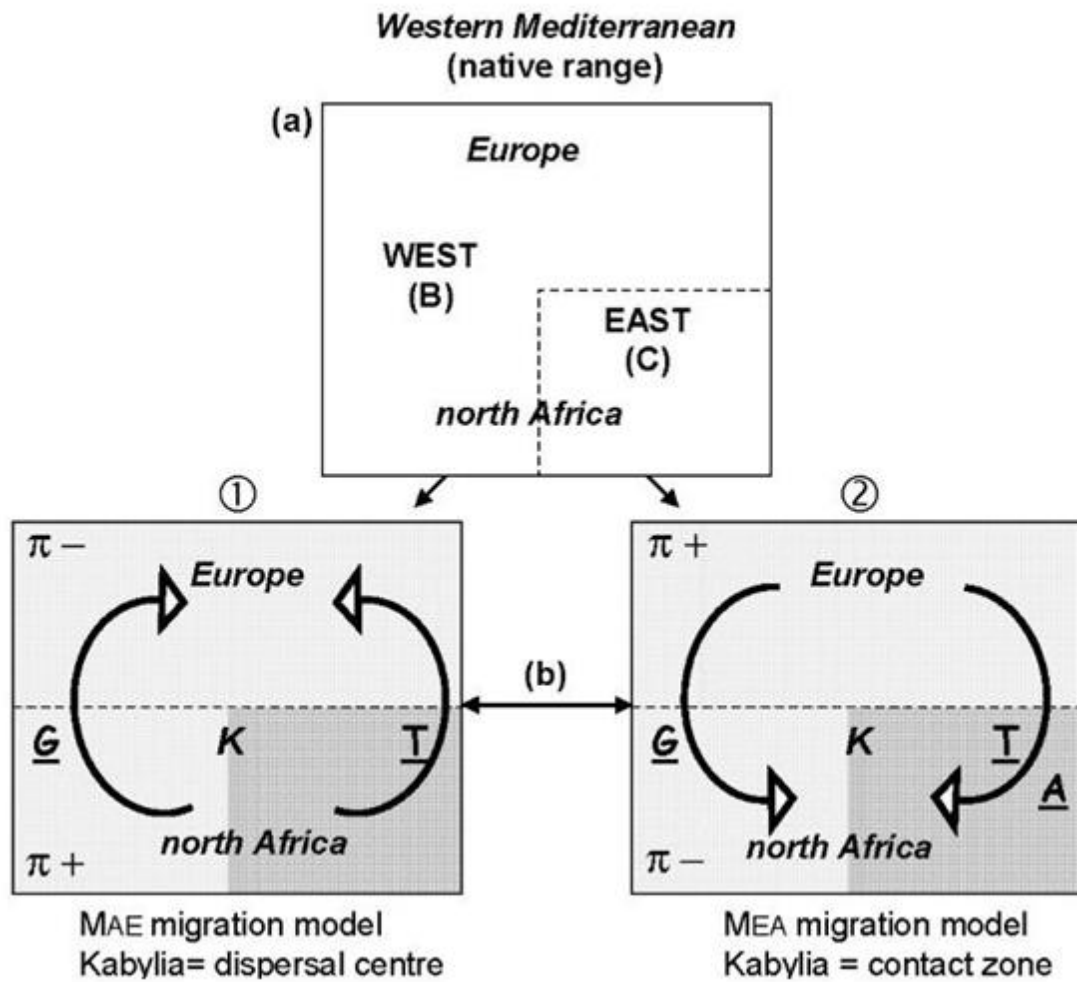 Western Mediterranean
(native range)
(a)
Europe
WEST
(B)
EAST
(C)
north Africa
①
②
π −
Europe
π +
Europe
(b)
G
K
T
G
K
T
A
north Africa
π +
north Africa
π −
MAE migration model
Kabylia= dispersal centre
MEA migration model
Kabylia = contact zone